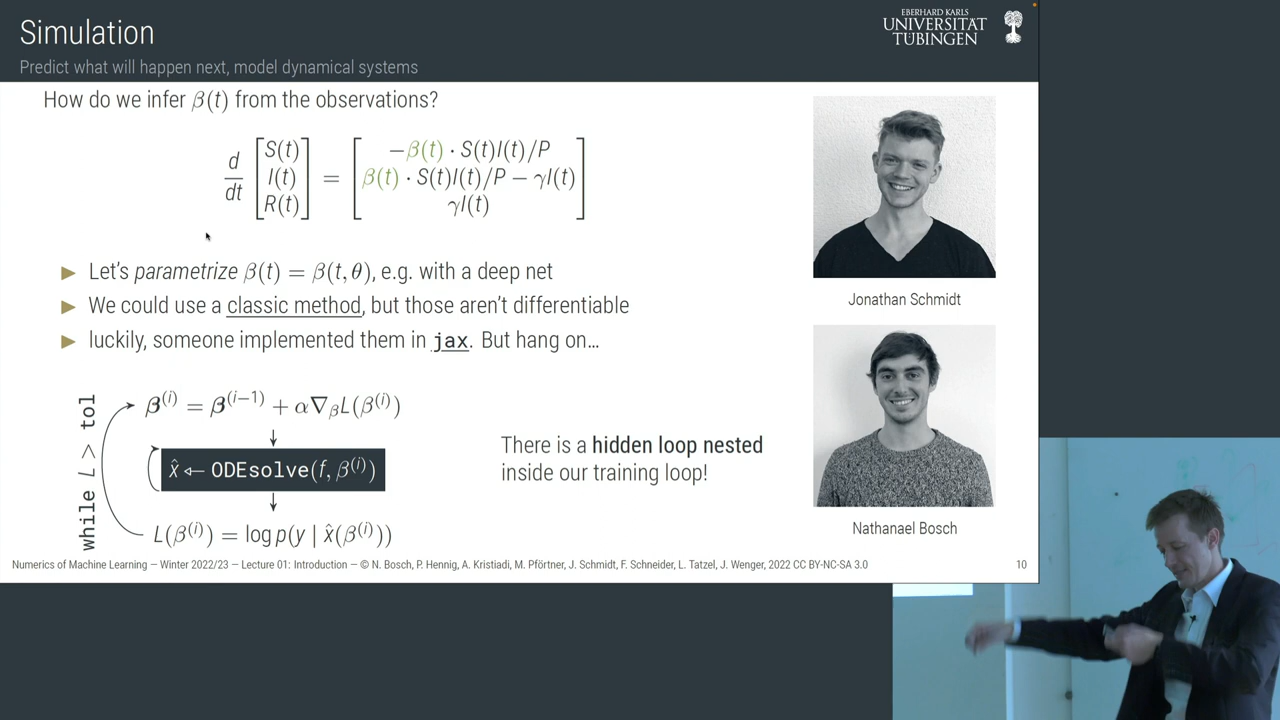 Simulation
Predict what will happen next, model dynamical systems
EBERHARD KARLS
UNIVERSITÄT
TÜBINGEN
How do we infer β(t) from the observations?
d/dt [S(t) I(t) R(t)] = [−β(t) · S(t)I(t)/P β(t) · S(t)I(t)/P − γI(t) γI(t)]
▶ Let's parametrize β(t) = β(t, θ), e.g. with a deep net
▶ We could use a classic method, but those aren't differentiable
▶ luckily, someone implemented them in jax. But hang on…
while L > tol
β^(i) = β^(i−1) + α∇_β L(β^(i))
x̂ ← ODEsolve(f, β^(i))
L(β^(i)) = log p(y | x̂(β^(i)))
There is a hidden loop nested
inside our training loop!
Jonathan Schmidt
Nathanael Bosch
Numerics of Machine Learning — Winter 2022/23 — Lecture 01: Introduction — © N. Bosch, P. Hennig, A. Kristiadi, M. Pförtner, J. Schmidt, F. Schneider, L. Tatzel, J. Wenger, 2022 CC BY-NC-SA 3.0
10